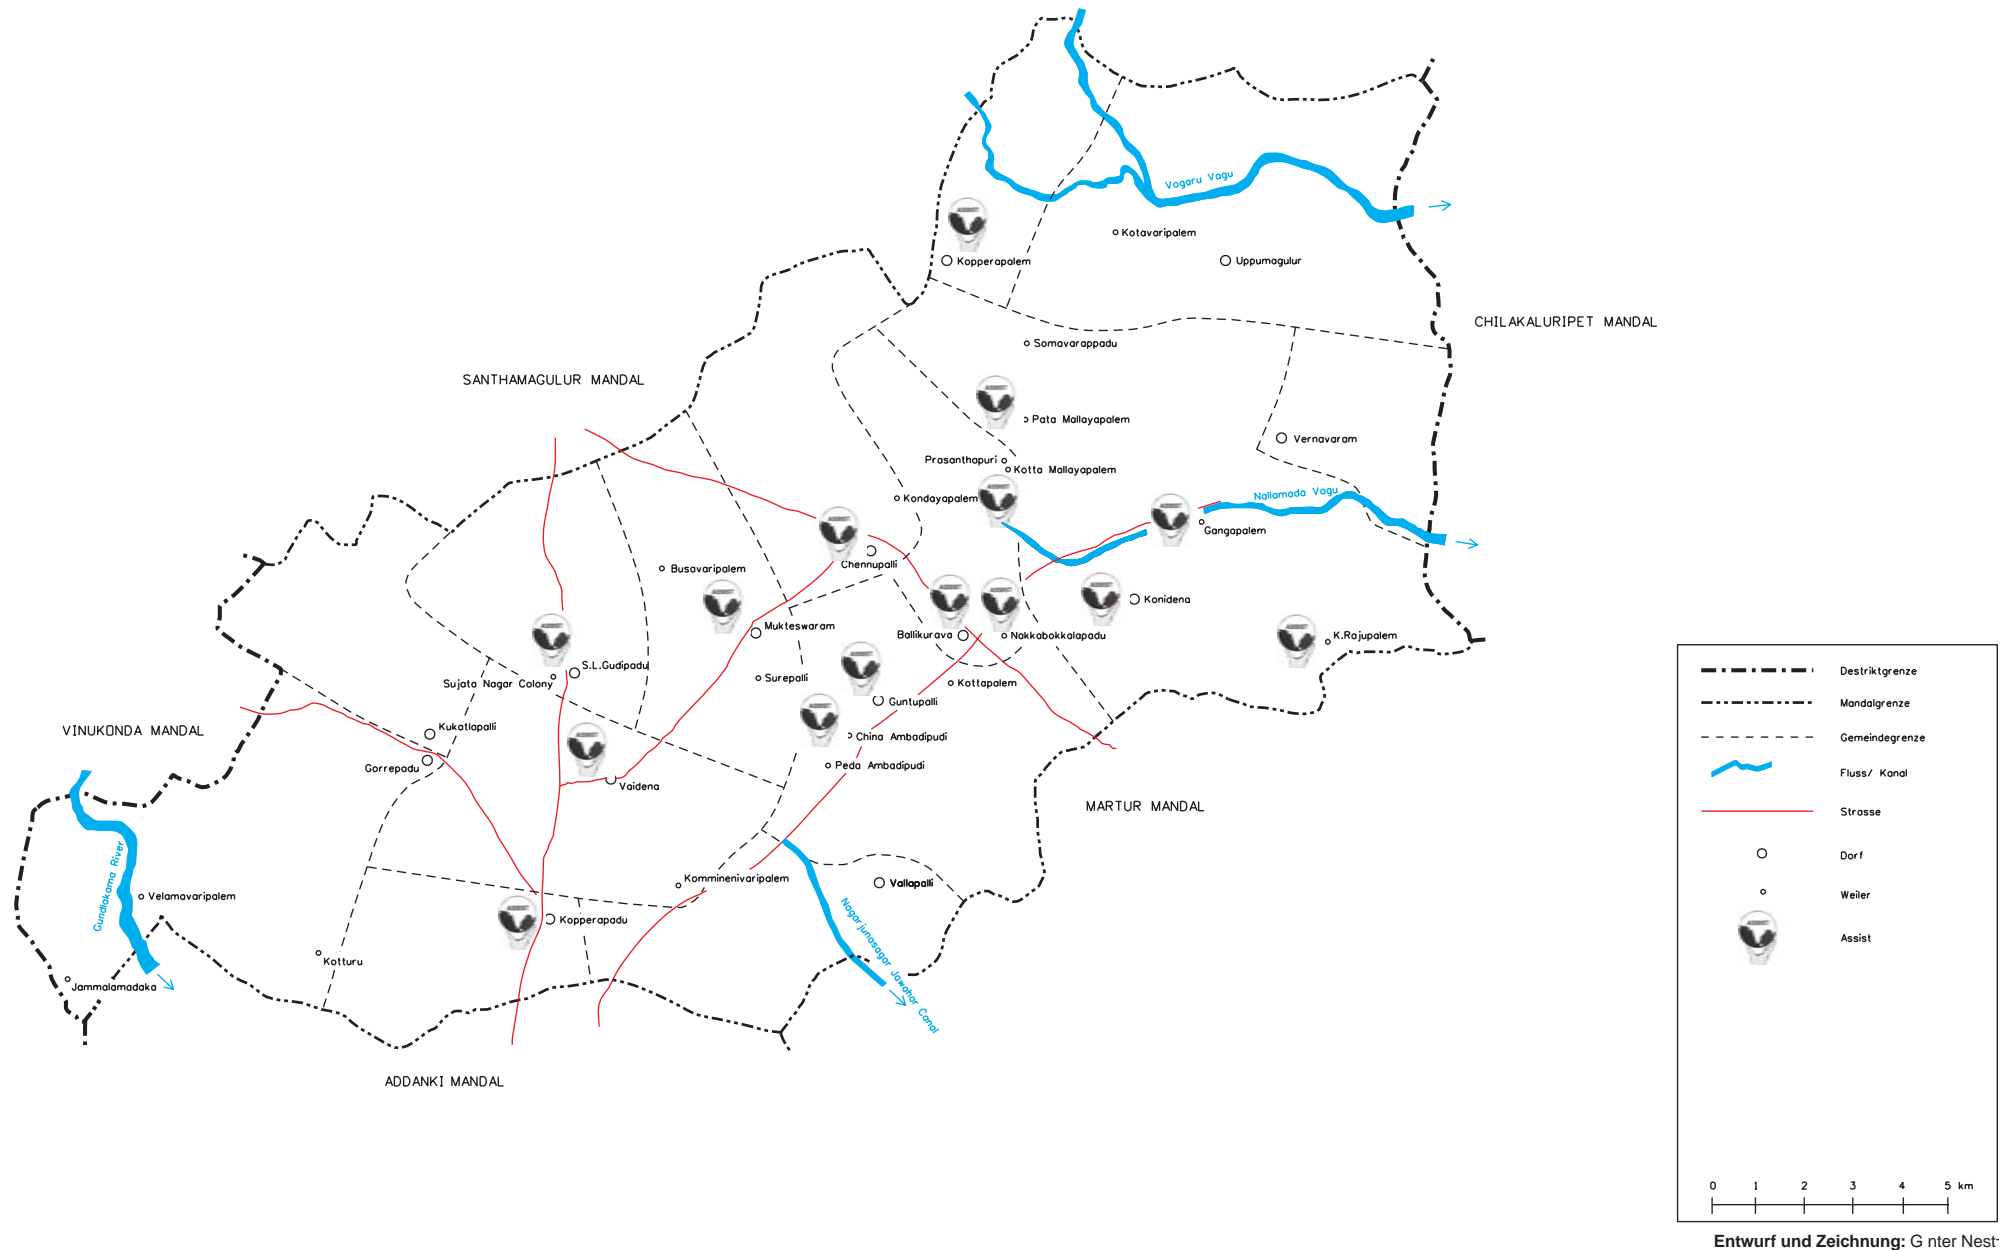 Vogaru Vagu
Kotavaripalem
Kopperapalem
Uppumagulur
CHILAKALURIPET MANDAL
Somavarappadu
SANTHAMAGULUR MANDAL
Pata Mallayapalem
Vernavaram
Prasanthapuri
Kotta Mallayapalem
Kondayapalem
Nallamada Vagu
Gangapalem
Chennupalli
Busavaripalem
Konidena
Mukteswaram
Ballikurava
Nakkabokkalapadu
K.Rajupalem
S.L.Gudipadu
Sujata Nagar Colony
Surepalli
Kottapalem
Guntupalli
VINUKONDA MANDAL
Kukatlapalli
China Ambadipudi
Gorrepadu
Peda Ambadipudi
Vaidena
MARTUR MANDAL
Gundlakama River
Komminenivaripalem
Vallapalli
Velamavaripalem
Kopperapadu
Nagarjunasagar Jawahar Canal
Kotturu
Jammalamadaka
ADDANKI MANDAL
Destriktgrenze
Mandalgrenze
Gemeindegrenze
Fluss/ Kanal
Strasse
Dorf
Weiler
Assist
0 1 2 3 4 5 km
Entwurf und Zeichnung: G nter Nest